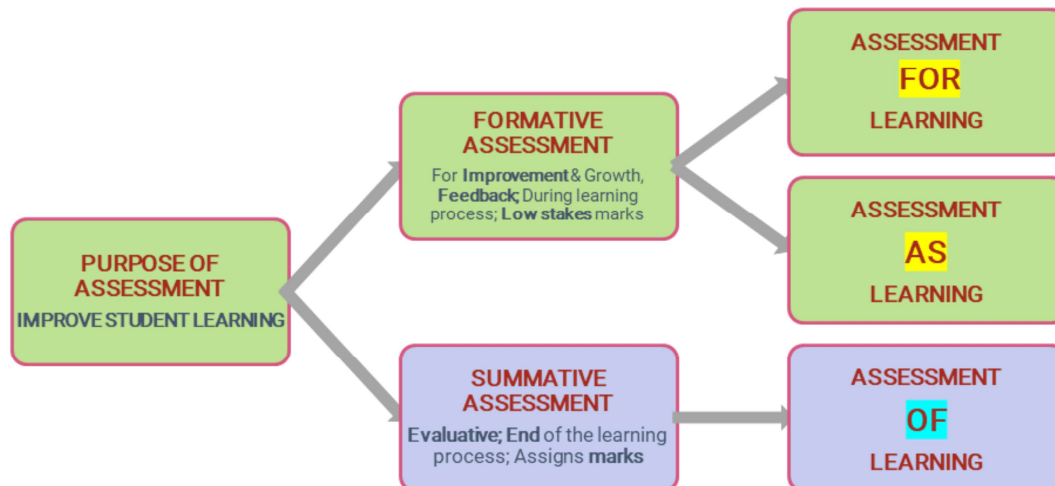 PURPOSE OF
ASSESSMENT
IMPROVE STUDENT LEARNING
FORMATIVE
ASSESSMENT
For Improvement & Growth,
Feedback; During learning
process; Low stakes marks
SUMMATIVE
ASSESSMENT
Evaluative; End of the learning
process; Assigns marks
ASSESSMENT
FOR
LEARNING
ASSESSMENT
AS
LEARNING
ASSESSMENT
OF
LEARNING